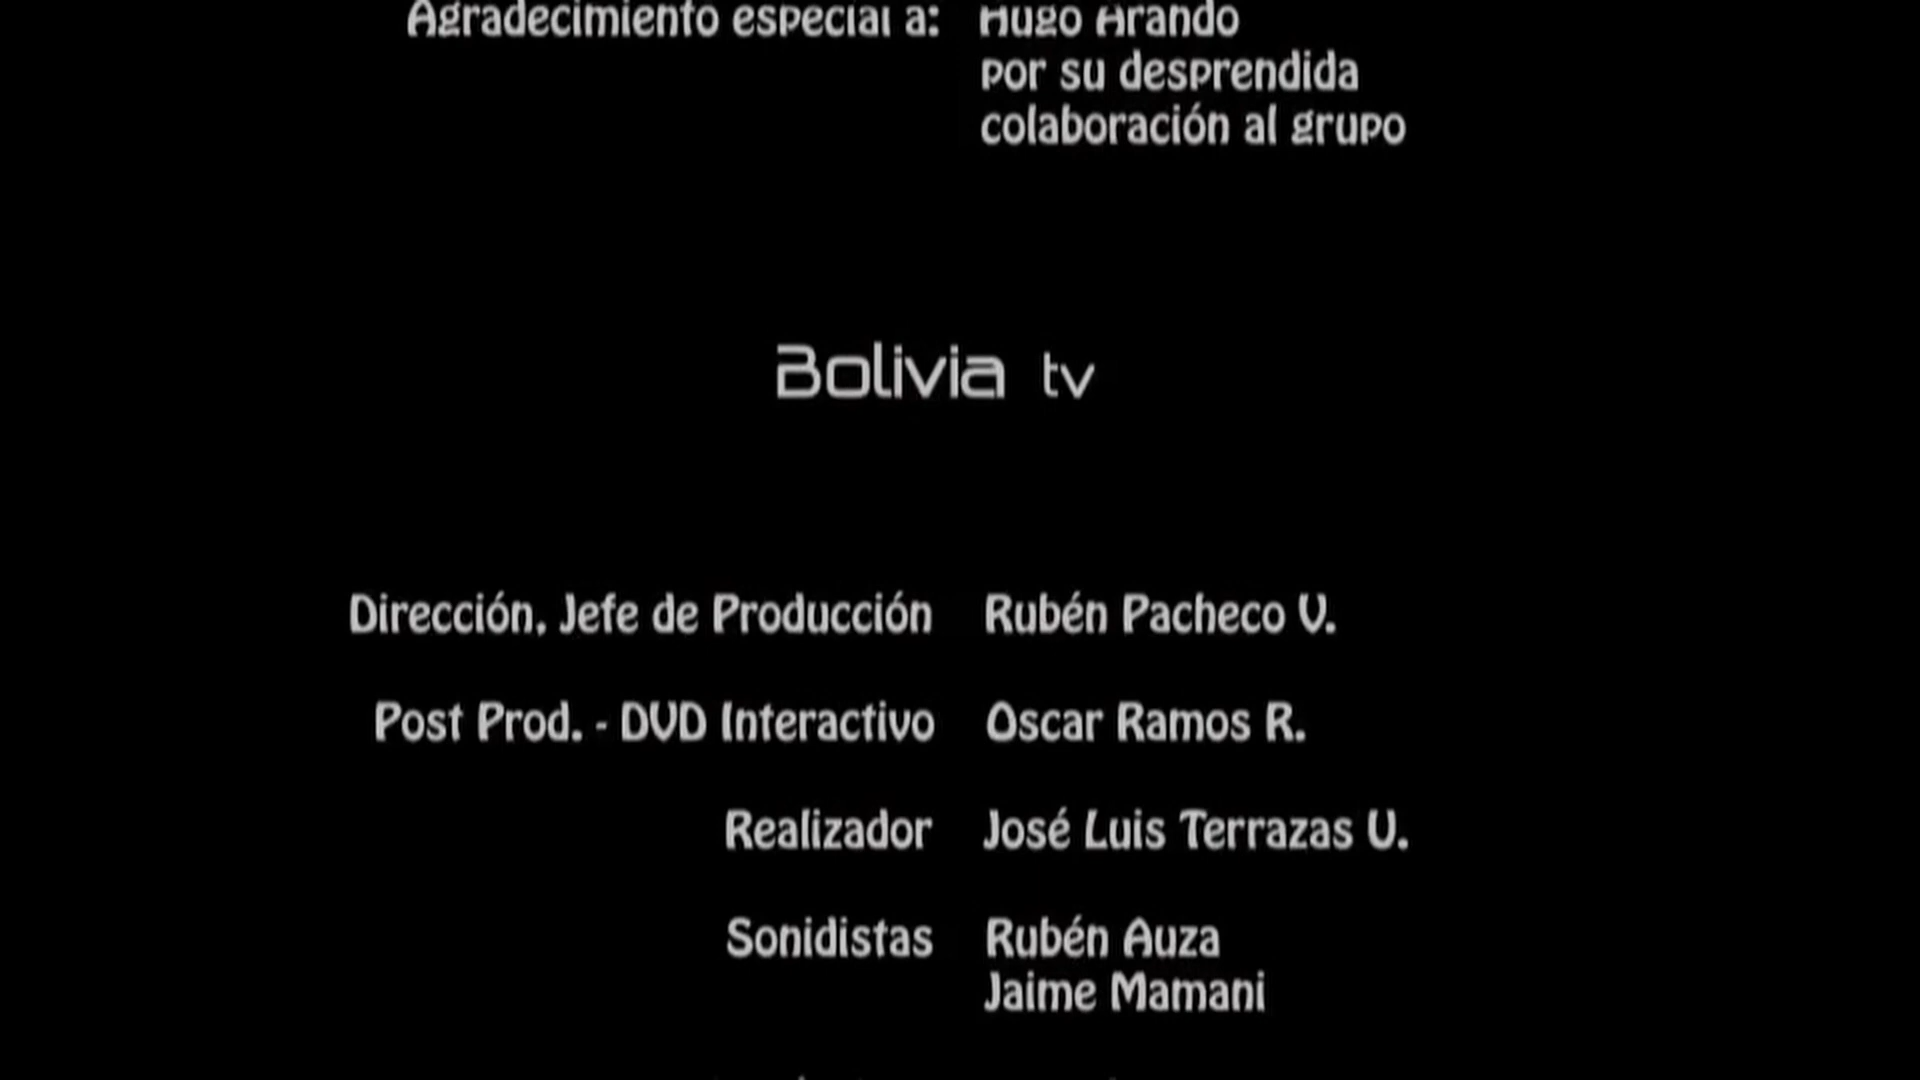 Agradecimiento especial a: Hugo Arando
por su desprendida
colaboración al grupo
Bolivia tv
Dirección, Jefe de Producción Rubén Pacheco V.
Post Prod. - DVD Interactivo Oscar Ramos R.
Realizador José Luis Terrazas U.
Sonidistas Rubén Auza
Jaime Mamani